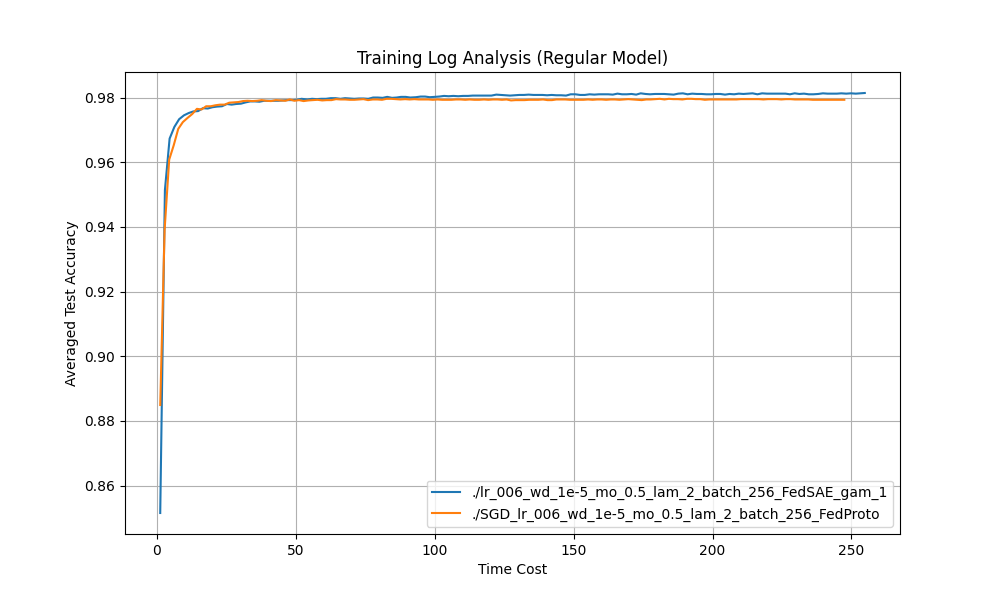 Training Log Analysis (Regular Model)
Averaged Test Accuracy
0.98
0.96
0.94
0.92
0.90
0.88
0.86
./lr_006_wd_1e-5_mo_0.5_lam_2_batch_256_FedSAE_gam_1
./SGD_lr_006_wd_1e-5_mo_0.5_lam_2_batch_256_FedProto
0 50 100 150 200 250
Time Cost